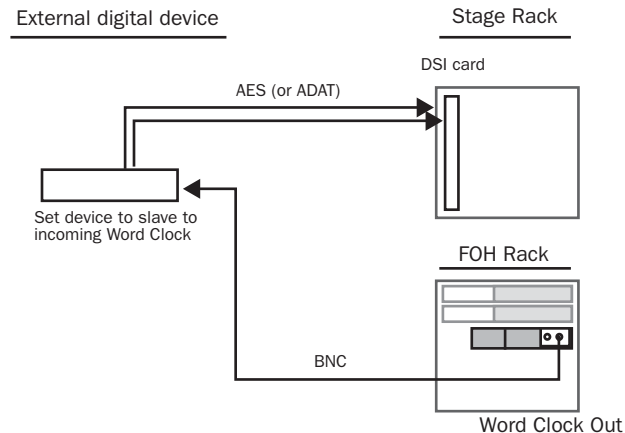 External digital device
Stage Rack
DSI card
AES (or ADAT)
Set device to slave to
incoming Word Clock
FOH Rack
BNC
Word Clock Out